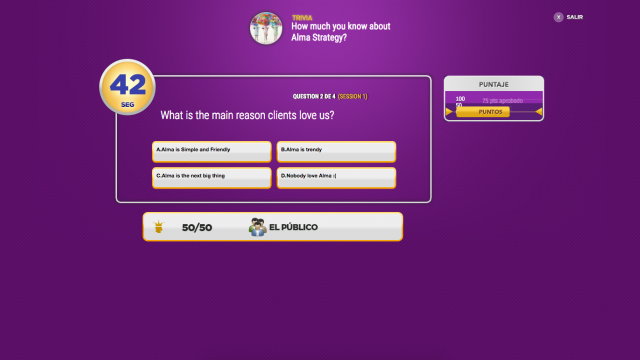 TRIVIA
How much you know about
Alma Strategy?
X SALIR
42
SEG
QUESTION 2 DE 4 (SESSION 1)
What is the main reason clients love us?
A.Alma is Simple and Friendly
B.Alma is trendy
C.Alma is the next big thing
D.Nobody love Alma :(
50/50
EL PÚBLICO
PUNTAJE
100
75 pts aprobado
50
PUNTOS